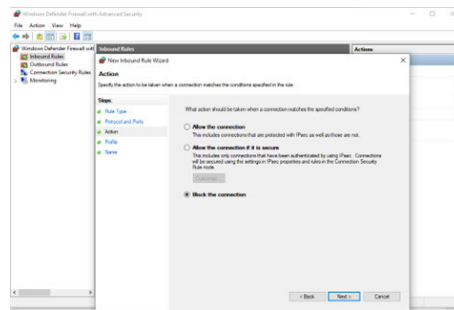 Windows Defender Firewall with Advanced Security
File Action View Help
Windows Defender Firewall with
Inbound Rules
Outbound Rules
Connection Security Rules
Monitoring
Inbound Rules
Actions
New Inbound Rule Wizard
Action
Specify the action to be taken when a connection matches the conditions specified in the rule.
Steps:
Rule Type
Protocol and Ports
Action
Profile
Name
What action should be taken when a connection matches the specified conditions?
Allow the connection
This includes connections that are protected with IPsec as well as those are not.
Allow the connection if it is secure
This includes only connections that have been authenticated by using IPsec. Connections
will be secured using the settings in IPsec properties and rules in the Connection Security
Rule node.
Customize...
Block the connection
< Back
Next >
Cancel